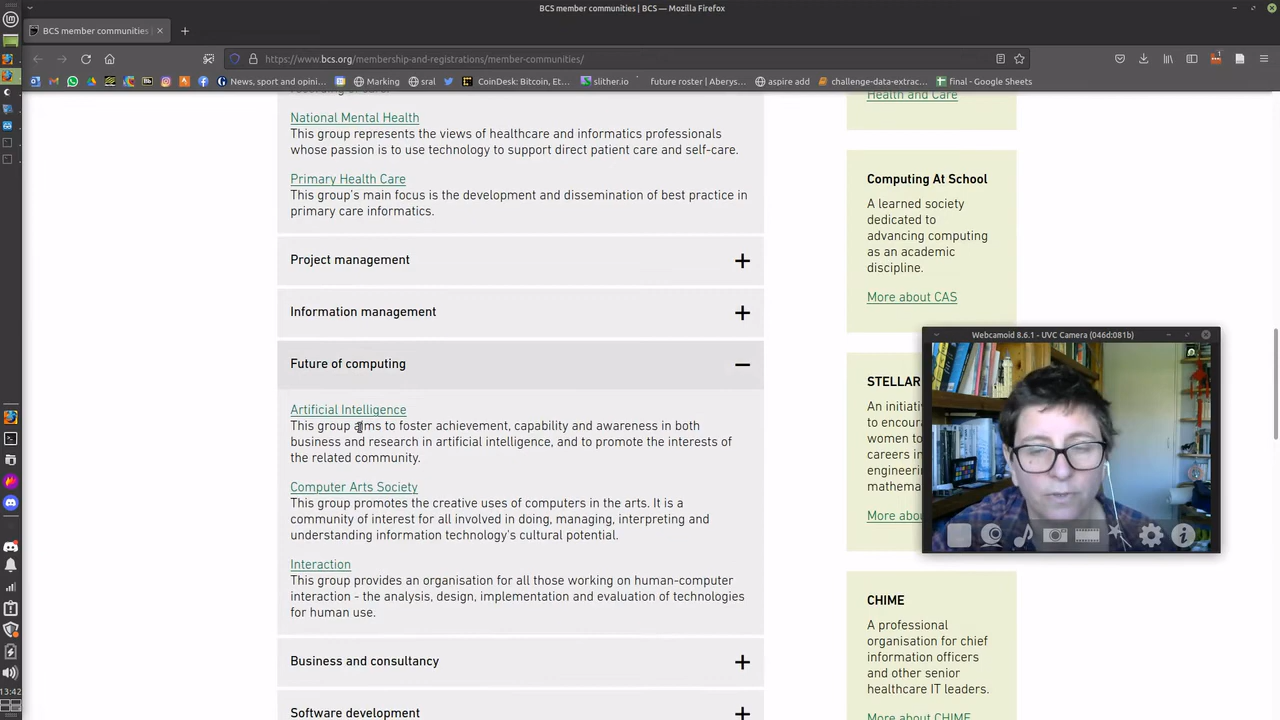 BCS member communities | BCS — Mozilla Firefox
BCS member communities |
https://www.bcs.org/membership-and-registrations/member-communities/
News, sport and opini… Marking sral CoinDesk: Bitcoin, Et… slither.io future roster | Aberys… aspire add challenge-data-extrac… final - Google Sheets
National Mental Health
This group represents the views of healthcare and informatics professionals
whose passion is to use technology to support direct patient care and self-care.
Primary Health Care
This group's main focus is the development and dissemination of best practice in
primary care informatics.
Project management
Information management
Future of computing
Artificial Intelligence
This group aims to foster achievement, capability and awareness in both
business and research in artificial intelligence, and to promote the interests of
the related community.
Computer Arts Society
This group promotes the creative uses of computers in the arts. It is a
community of interest for all involved in doing, managing, interpreting and
understanding information technology's cultural potential.
Interaction
This group provides an organisation for all those working on human-computer
interaction - the analysis, design, implementation and evaluation of technologies
for human use.
Business and consultancy
Software development
Health and Care
Computing At School
A learned society
dedicated to
advancing computing
as an academic
discipline.
More about CAS
Webcamoid 8.6.1 - UVC Camera (046d:081b)
STELLAR
An initiati
to encour
women to
careers in
engineerin
mathema
More abou
CHIME
A professional
organisation for chief
information officers
and other senior
healthcare IT leaders.
More about CHIME
13:42